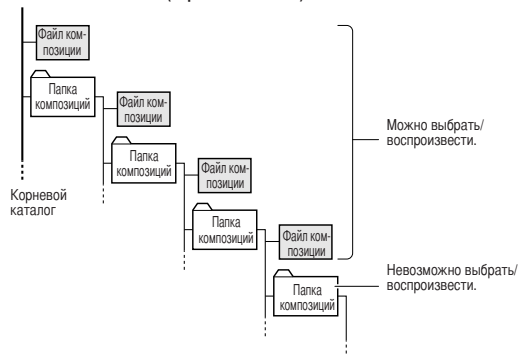 Файл ком-
позиции
Папка
композиций
Файл ком-
позиции
Можно выбрать/
воспроизвести.
Папка
композиций
Файл ком-
позиции
Корневой
каталог
Папка
композиций
Файл ком-
позиции
Невозможно выбрать/
воспроизвести.
Папка
композиций